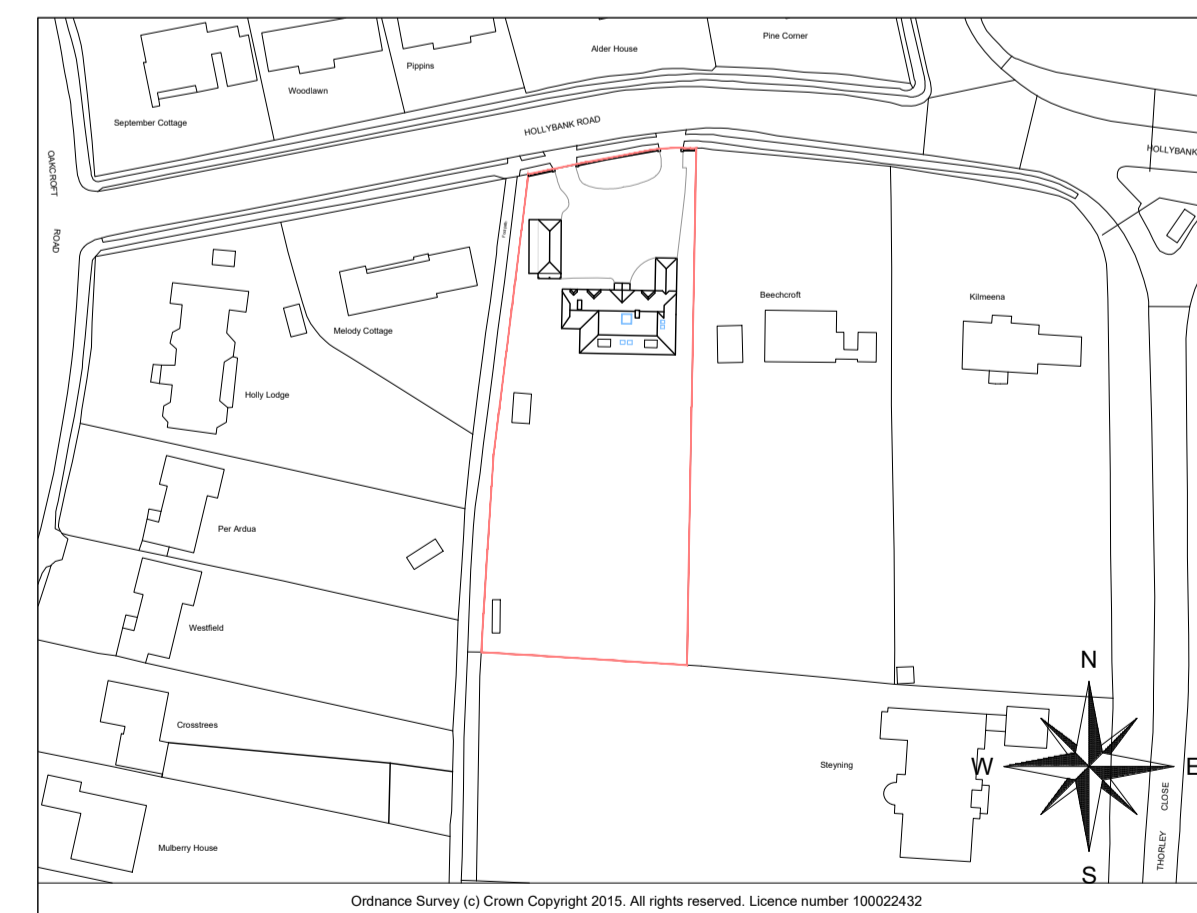 Pine Corner
Alder House
Pippins
Woodlawn
September Cottage
HOLLYBANK ROAD
HOLLYBANK
OAKCROFT
ROAD
Beechcroft
Kilmeena
Melody Cottage
Holly Lodge
Per Ardua
Westfield
N
Crosstrees
Steyning
W
E
THORLEY CLOSE
Mulberry House
S
Ordnance Survey (c) Crown Copyright 2015. All rights reserved. Licence number 100022432